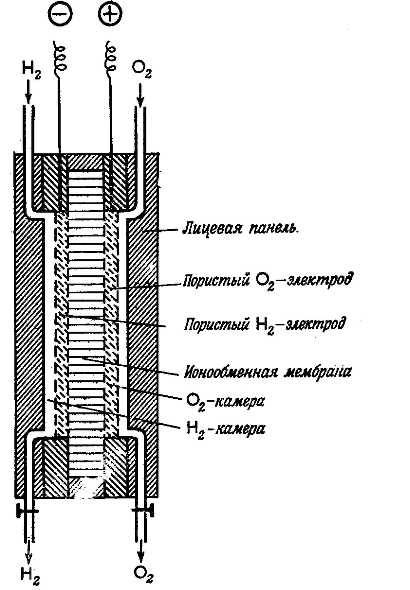 − +
H₂ O₂
Лицевая панель.
Пористый O₂-электрод
Пористый H₂-электрод
Ионообменная мембрана
O₂-камера
H₂-камера
H₂ O₂